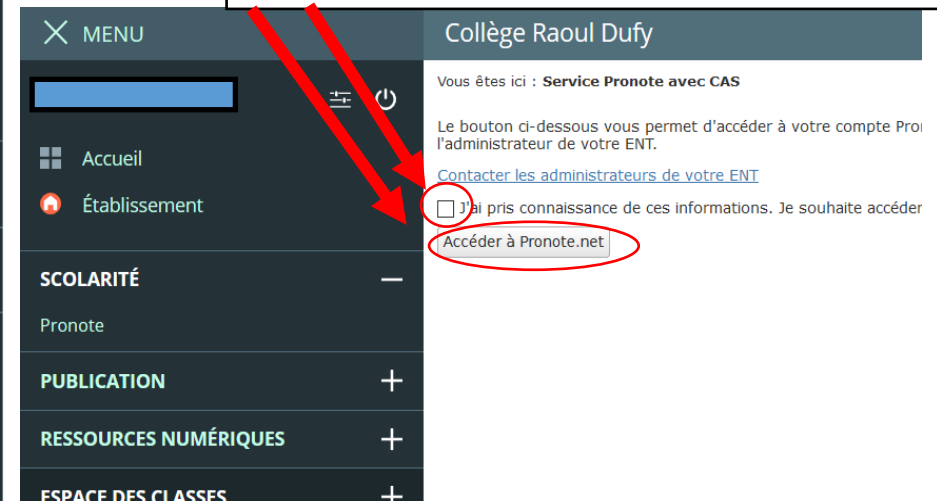 MENU
Accueil
Établissement
SCOLARITÉ
Pronote
PUBLICATION
RESSOURCES NUMÉRIQUES
ESPACE DES CLASSES
Collège Raoul Dufy
Vous êtes ici : Service Pronote avec CAS
Le bouton ci-dessous vous permet d'accéder à votre compte
l'administrateur de votre ENT.
Contacter les administrateurs de votre ENT
J'ai pris connaissance de ces informations. Je souhaite accéder
Accéder à Pronote.net